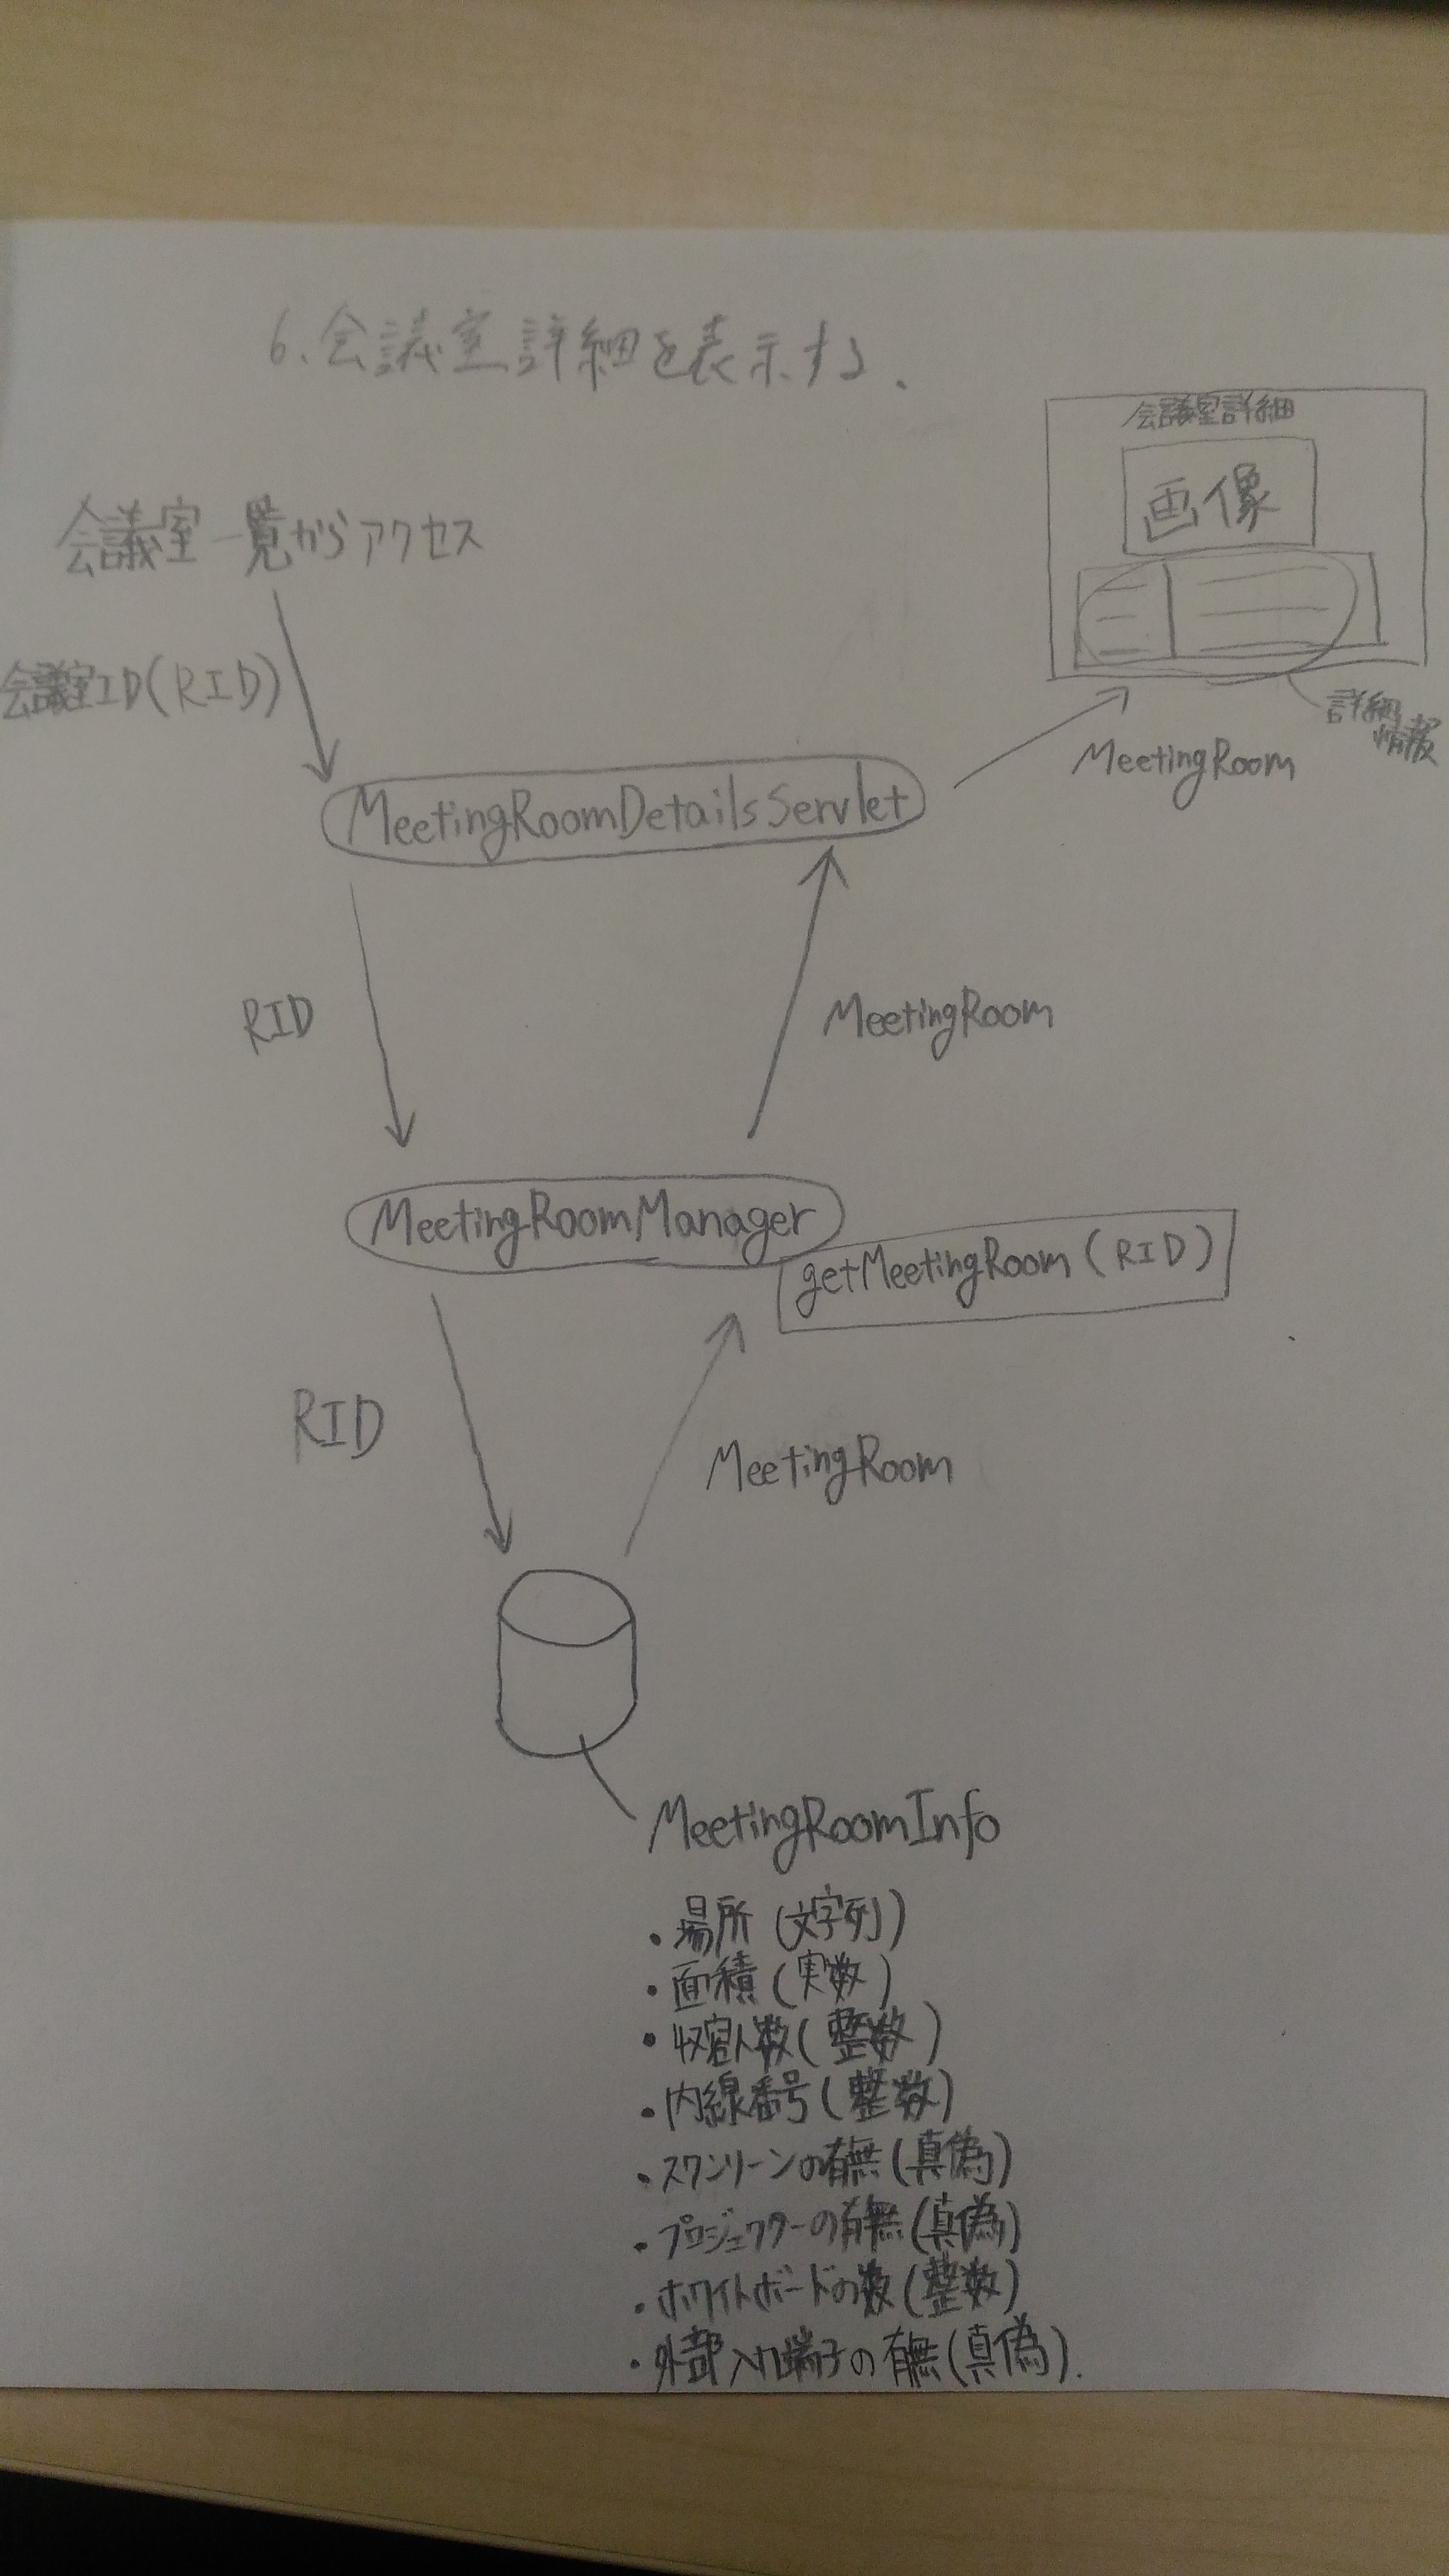 6. 会議室詳細を表示する.
会議室詳細
画像
会議室一覧からアクセス
会議室ID(RID)
詳細
情報
MeetingRoom
MeetingRoomDetailsServlet
RID
MeetingRoom
MeetingRoomManager
getMeetingRoom(RID)
RID
MeetingRoom
MeetingRoomInfo
・場所(文字列)
・面積(実数)
・収容人数(整数)
・内線番号(整数)
・スクリーンの有無(真偽)
・プロジェクターの有無(真偽)
・ホワイトボードの数(整数)
・外部入力端子の有無(真偽).